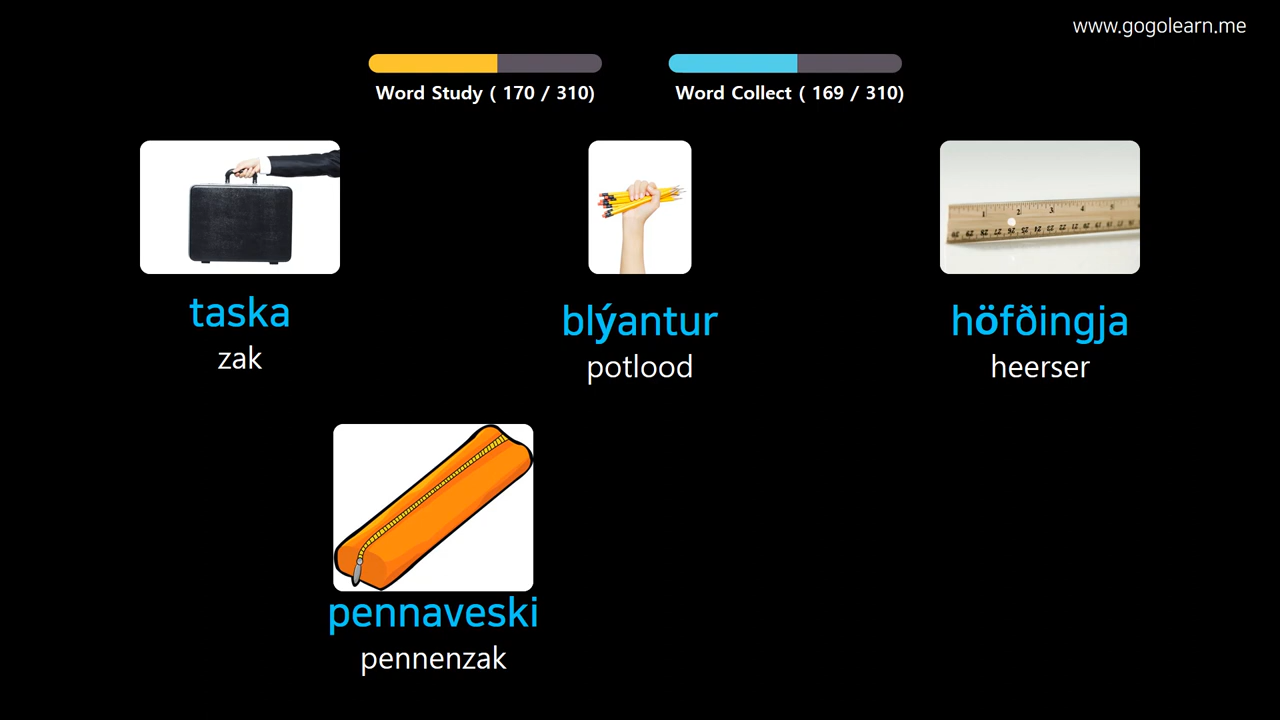 www.gogolearn.me
Word Study ( 170 / 310)
Word Collect ( 169 / 310)
taska
zak
blýantur
potlood
höfðingja
heerser
pennaveski
pennenzak